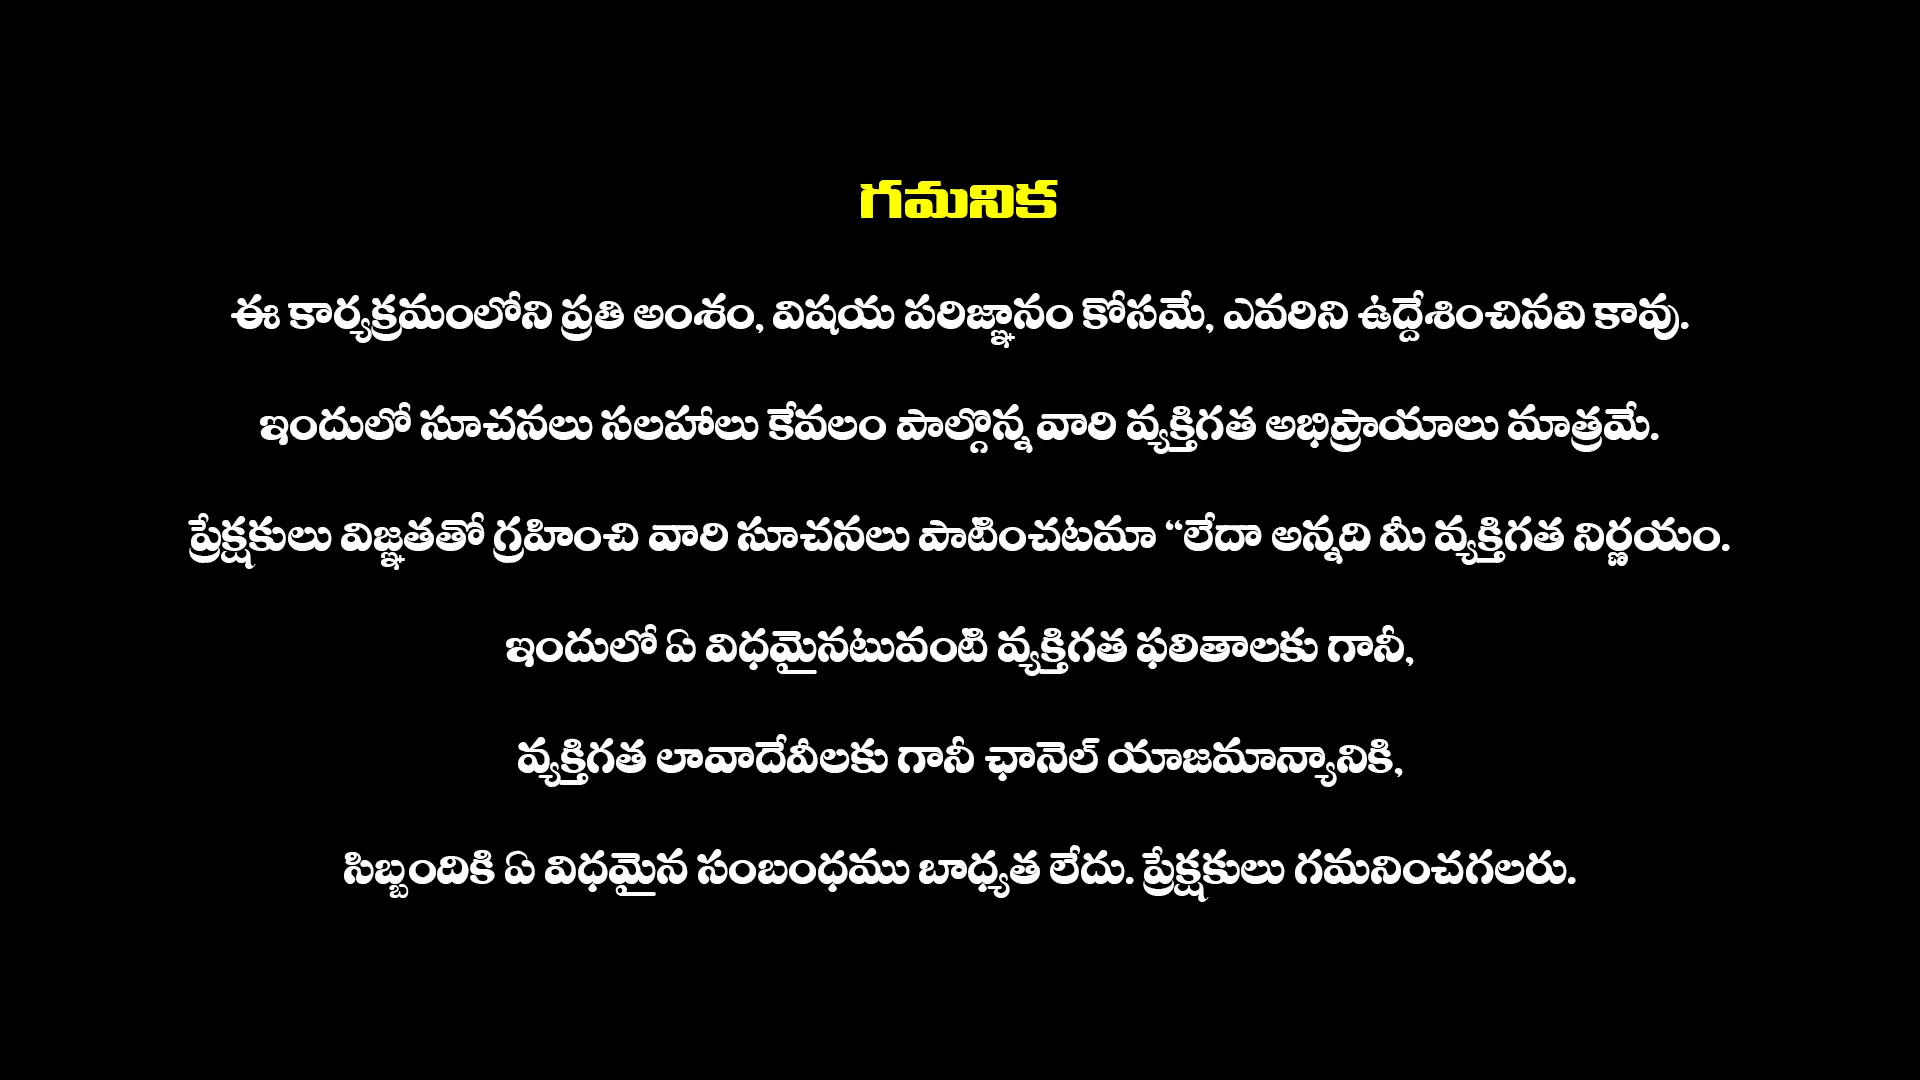 గమనిక
ఈ కార్యక్రమంలోని ప్రతి అంశం, విషయ పరిజ్ఞానం కోసమే, ఎవరిని ఉద్దేశించినవి కావు.
ఇందులో సూచనలు సలహాలు కేవలం పాల్గొన్న వారి వ్యక్తిగత అభిప్రాయాలు మాత్రమే.
ప్రేక్షకులు విజ్ఞతతో గ్రహించి వారి సూచనలు పాటించటమా “లేదా అన్నది మీ వ్యక్తిగత నిర్ణయం.
ఇందులో ఏ విధమైనటువంటి వ్యక్తిగత ఫలితాలకు గానీ,
వ్యక్తిగత లావాదేవీలకు గానీ ఛానెల్ యాజమాన్యానికి,
సిబ్బందికి ఏ విధమైన సంబంధము బాధ్యత లేదు. ప్రేక్షకులు గమనించగలరు.